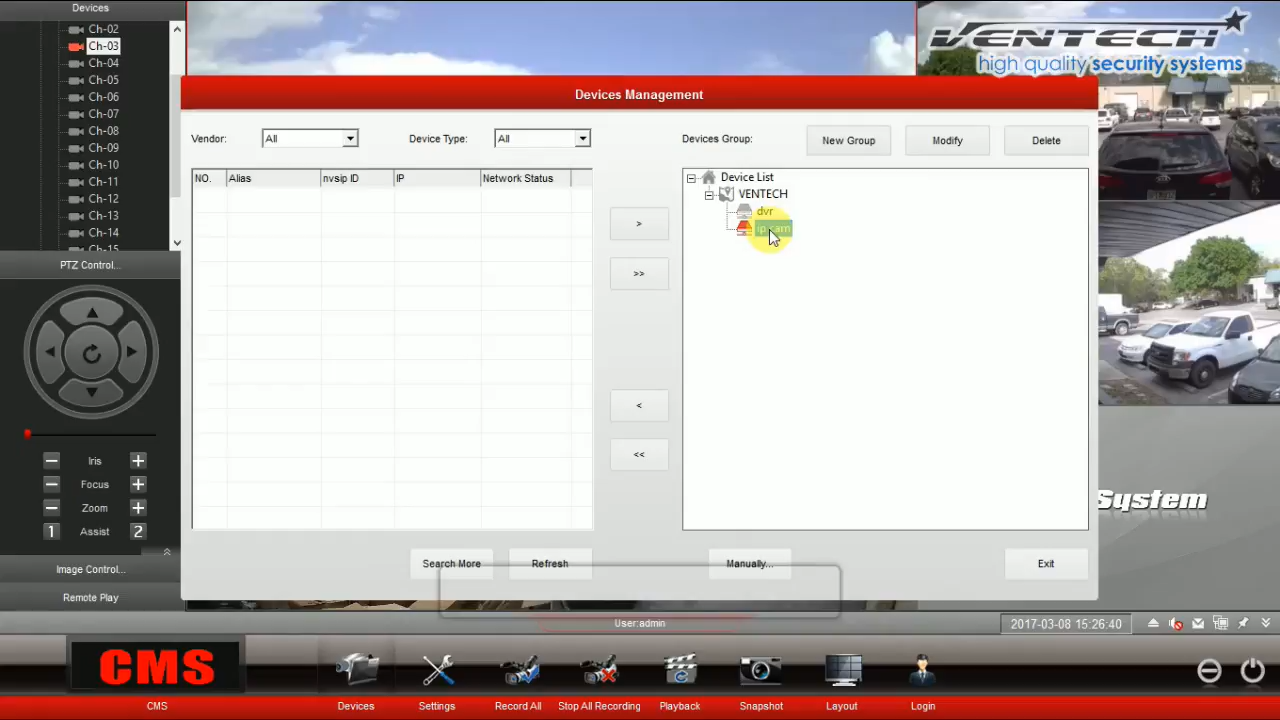 Devices
Ch-02
Ch-03
Ch-04
Ch-05
Ch-06
Ch-07
Ch-08
Ch-09
Ch-10
Ch-11
Ch-12
Ch-13
Ch-14
Ch-15
PTZ Control...
Iris
Focus
Zoom
1 Assist 2
Image Control...
Remote Play
VENTECH
high quality security systems
Devices Management
Vendor: All Device Type: All
NO. Alias nvsip ID IP Network Status
> 
>>
<
<<
Devices Group: New Group Modify Delete
Device List
VENTECH
dvr
ip cam
Search More Refresh Manually... Exit
System
User:admin
2017-03-08 15:26:40
CMS
CMS Devices Settings Record All Stop All Recording Playback Snapshot Layout Login